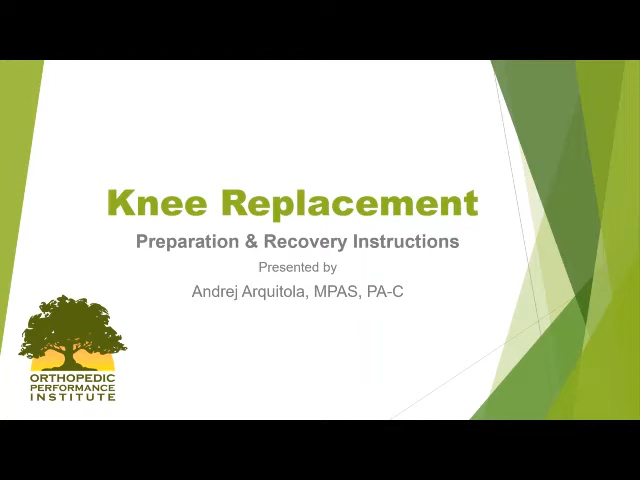 Knee Replacement
Preparation & Recovery Instructions
Presented by
Andrej Arquitola, MPAS, PA-C
ORTHOPEDIC
PERFORMANCE
INSTITUTE